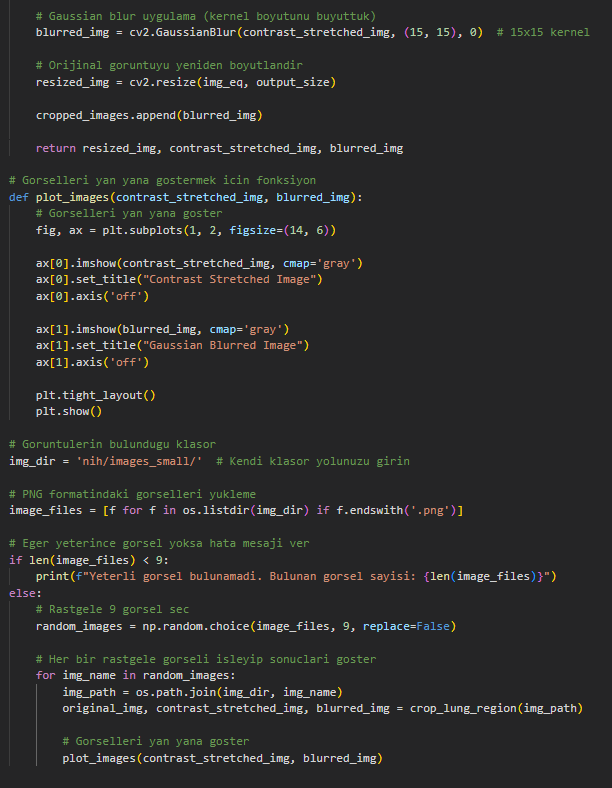 # Gaussian blur uygulama (kernel boyutunu buyuttuk)
blurred_img = cv2.GaussianBlur(contrast_stretched_img, (15, 15), 0)  # 15x15 kernel
# Orijinal goruntuyu yeniden boyutlandir
resized_img = cv2.resize(img_eq, output_size)
cropped_images.append(blurred_img)
return resized_img, contrast_stretched_img, blurred_img
# Gorselleri yan yana gostermek icin fonksiyon
def plot_images(contrast_stretched_img, blurred_img):
# Gorselleri yan yana goster
fig, ax = plt.subplots(1, 2, figsize=(14, 6))
ax[0].imshow(contrast_stretched_img, cmap='gray')
ax[0].set_title("Contrast Stretched Image")
ax[0].axis('off')
ax[1].imshow(blurred_img, cmap='gray')
ax[1].set_title("Gaussian Blurred Image")
ax[1].axis('off')
plt.tight_layout()
plt.show()
# Goruntulerin bulundugu klasor
img_dir = 'nih/images_small/'  # Kendi klasor yolunuzu girin
# PNG formatindaki gorselleri yukleme
image_files = [f for f in os.listdir(img_dir) if f.endswith('.png')]
# Eger yeterince gorsel yoksa hata mesaji ver
if len(image_files) < 9:
print(f"Yeterli gorsel bulunamadi. Bulunan gorsel sayisi: {len(image_files)}")
else:
# Rastgele 9 gorsel sec
random_images = np.random.choice(image_files, 9, replace=False)
# Her bir rastgele gorseli isleyip sonuclari goster
for img_name in random_images:
img_path = os.path.join(img_dir, img_name)
original_img, contrast_stretched_img, blurred_img = crop_lung_region(img_path)
# Gorselleri yan yana goster
plot_images(contrast_stretched_img, blurred_img)